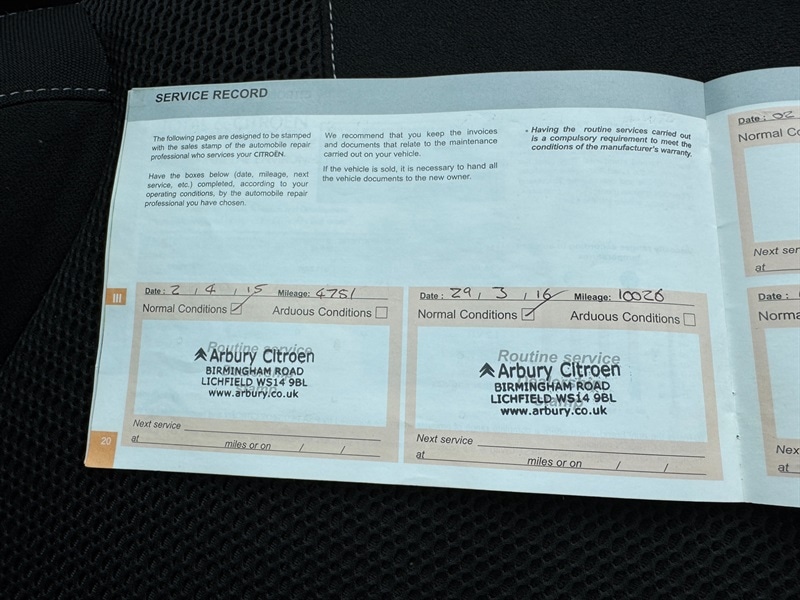 SERVICE RECORD
The following pages are designed to be stamped
with the sales stamp of the automobile repair
professional who services your CITROËN.
Have the boxes below (date, mileage, next
service, etc.) completed, according to your
operating conditions, by the automobile repair
professional you have chosen.
We recommend that you keep the invoices
and documents that relate to the maintenance
carried out on your vehicle.
If the vehicle is sold, it is necessary to hand all
the vehicle documents to the new owner.
- Having the routine services carried out
is a compulsory requirement to meet the
conditions of the manufacturer's warranty.
III
Date : 2 , 4 , 15 Mileage: 4751
Normal Conditions Arduous Conditions
Routine service
Arbury Citroën
BIRMINGHAM ROAD
LICHFIELD WS14 9BL
stamp
www.arbury.co.uk
Next service
at miles or on / /
Date : 29, 3, 16 Mileage: 10026
Normal Conditions Arduous Conditions
Routine service
Arbury Citroën
BIRMINGHAM ROAD
LICHFIELD WS14 9BL
stamp
www.arbury.co.uk
Next service
at miles or on / /
20
Date : 02
Normal Co
Next ser
at
Date :
Norma
Nex
at